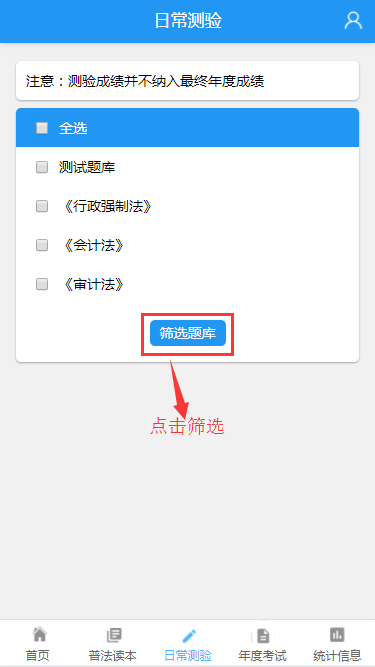 日常测验
注意：测验成绩并不纳入最终年度成绩
全选
测试题库
《行政强制法》
《会计法》
《审计法》
筛选题库
点击筛选
首页 普法读本 日常测验 年度考试 统计信息